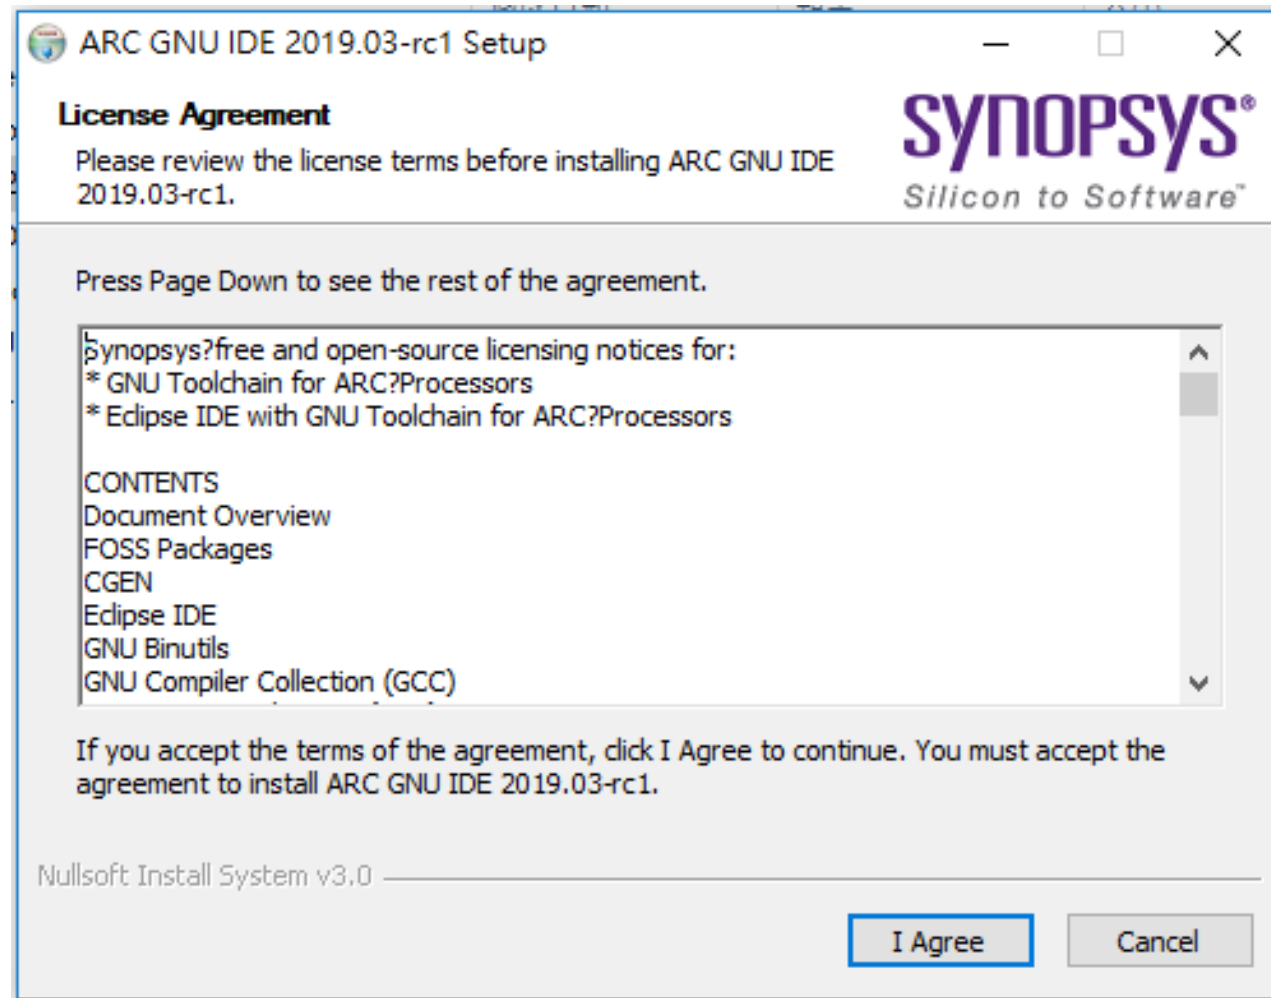 ARC GNU IDE 2019.03-rc1 Setup
License Agreement
Please review the license terms before installing ARC GNU IDE
2019.03-rc1.
SYNOPSYS®
Silicon to Software™
Press Page Down to see the rest of the agreement.
Synopsys?free and open-source licensing notices for:
* GNU Toolchain for ARC?Processors
* Eclipse IDE with GNU Toolchain for ARC?Processors
CONTENTS
Document Overview
FOSS Packages
CGEN
Eclipse IDE
GNU Binutils
GNU Compiler Collection (GCC)
If you accept the terms of the agreement, click I Agree to continue. You must accept the
agreement to install ARC GNU IDE 2019.03-rc1.
Nullsoft Install System v3.0
I Agree
Cancel